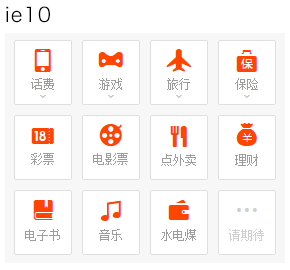 ie10
话费 游戏 旅行 保 保险
18 彩票 电影票 点外卖 ¥ 理财
电子书 音乐 水电煤 请期待